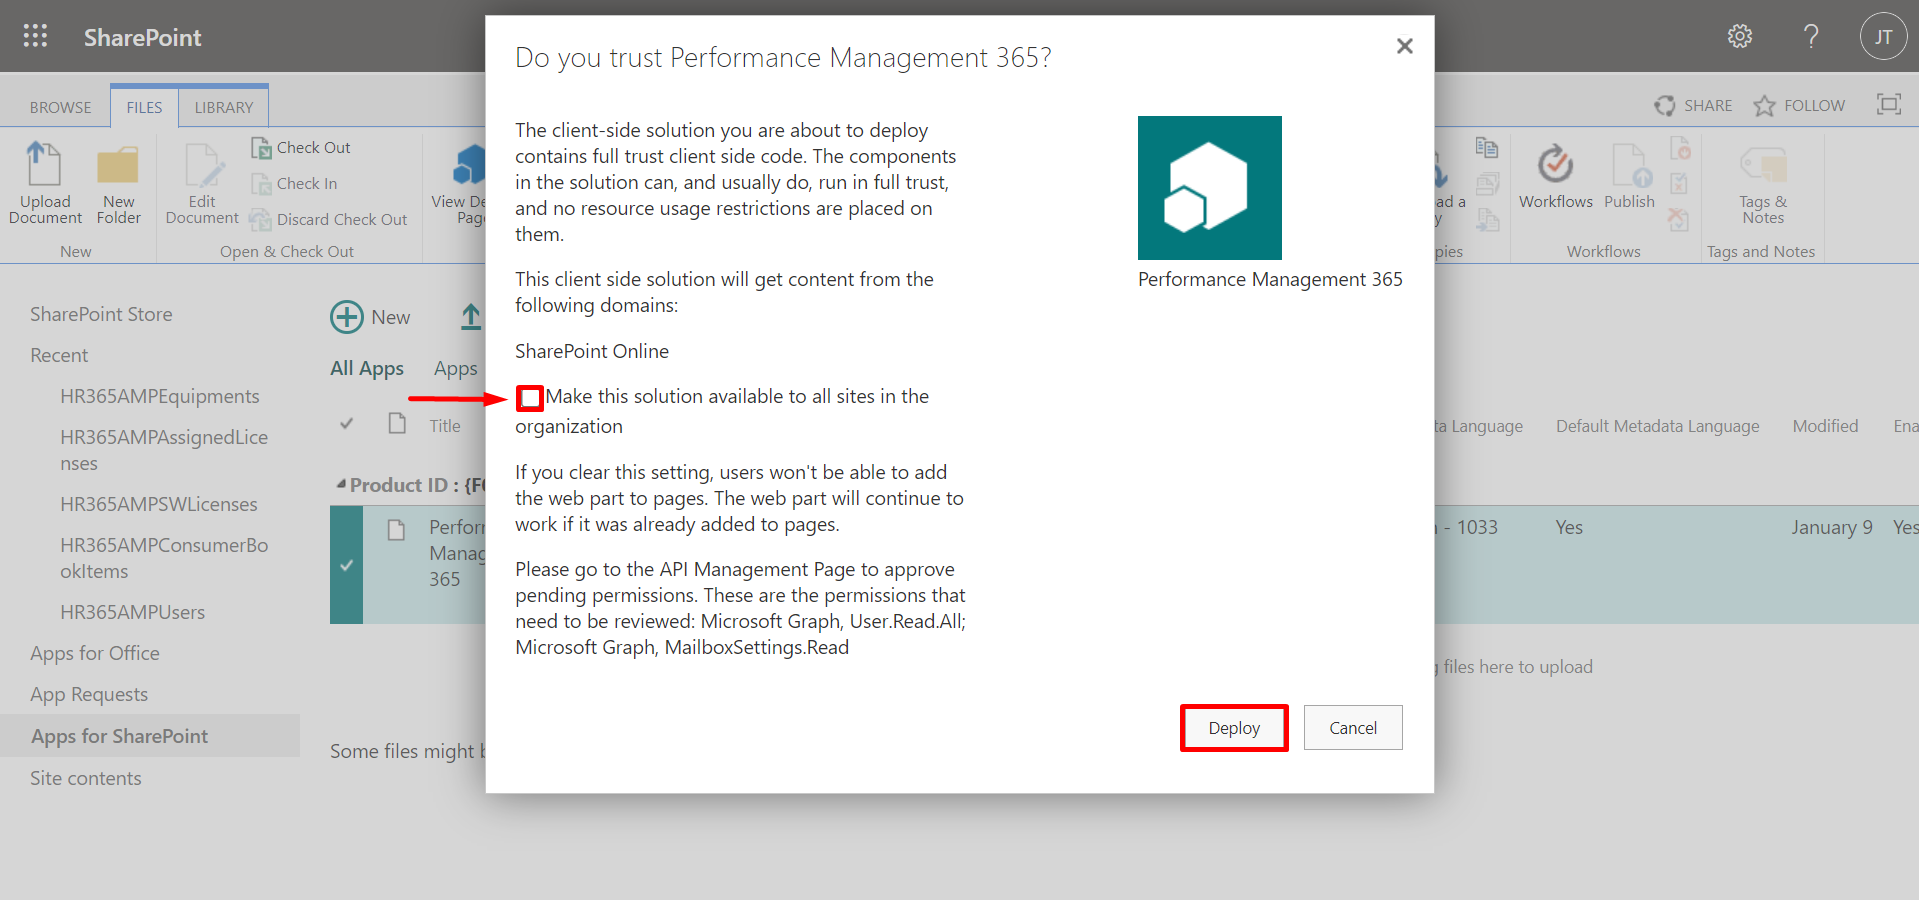 SharePoint
JT
BROWSE
FILES
LIBRARY
SHARE
FOLLOW
Upload
Document
New
Folder
New
Edit
Document
Check Out
Check In
Discard Check Out
Open & Check Out
View De
Pag
ad a
y
pies
Workflows
Publish
Workflows
Tags &
Notes
Tags and Notes
SharePoint Store
Recent
HR365AMPEquipments
HR365AMPAssignedLice
nses
HR365AMPSWLicenses
HR365AMPConsumerBo
okItems
HR365AMPUsers
Apps for Office
App Requests
Apps for SharePoint
Site contents
New
All Apps
Apps
Title
ta Language
Default Metadata Language
Modified
Ena
Product ID : {F
Perfor
Manag
365
- 1033
Yes
January 9
Yes
files here to upload
Some files might
Do you trust Performance Management 365?
The client-side solution you are about to deploy
contains full trust client side code. The components
in the solution can, and usually do, run in full trust,
and no resource usage restrictions are placed on
them.
This client side solution will get content from the
following domains:
SharePoint Online
Make this solution available to all sites in the
organization
If you clear this setting, users won't be able to add
the web part to pages. The web part will continue to
work if it was already added to pages.
Please go to the API Management Page to approve
pending permissions. These are the permissions that
need to be reviewed: Microsoft Graph, User.Read.All;
Microsoft Graph, MailboxSettings.Read
Performance Management 365
Deploy
Cancel